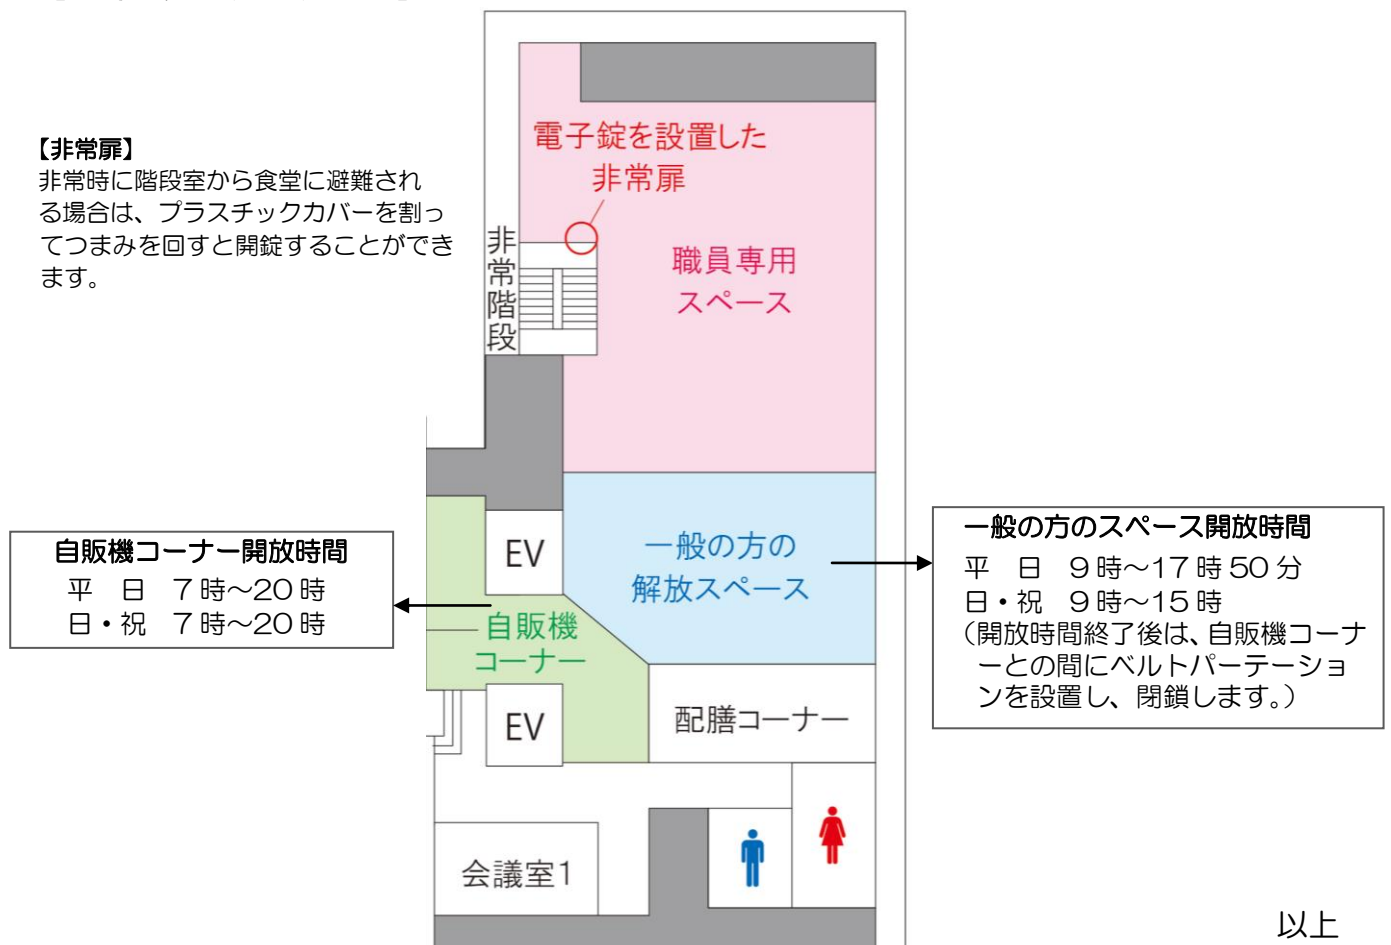 【非常扉】
非常時に階段室から食堂に避難され
る場合は、プラスチックカバーを割っ
てつまみを回すと開錠することができ
ます。
電子錠を設置した
非常扉
非常階段
職員専用
スペース
自販機コーナー開放時間
平　日　7時～20時
日・祝　7時～20時
EV
一般の方の
解放スペース
一般の方のスペース開放時間
平　日　9時～17時50分
日・祝　9時～15時
（開放時間終了後は、自販機コーナ
ーとの間にベルトパーテーショ
ンを設置し、閉鎖します。）
自販機
コーナー
EV
配膳コーナー
会議室1
以上